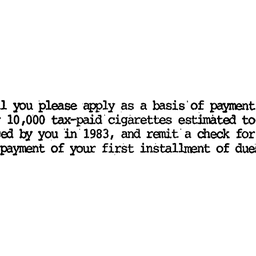 l you please apply as a basis of payment
10,000 tax-paid cigarettes estimated to
ed by you in 1983, and remit a check for
payment of your first installment of due